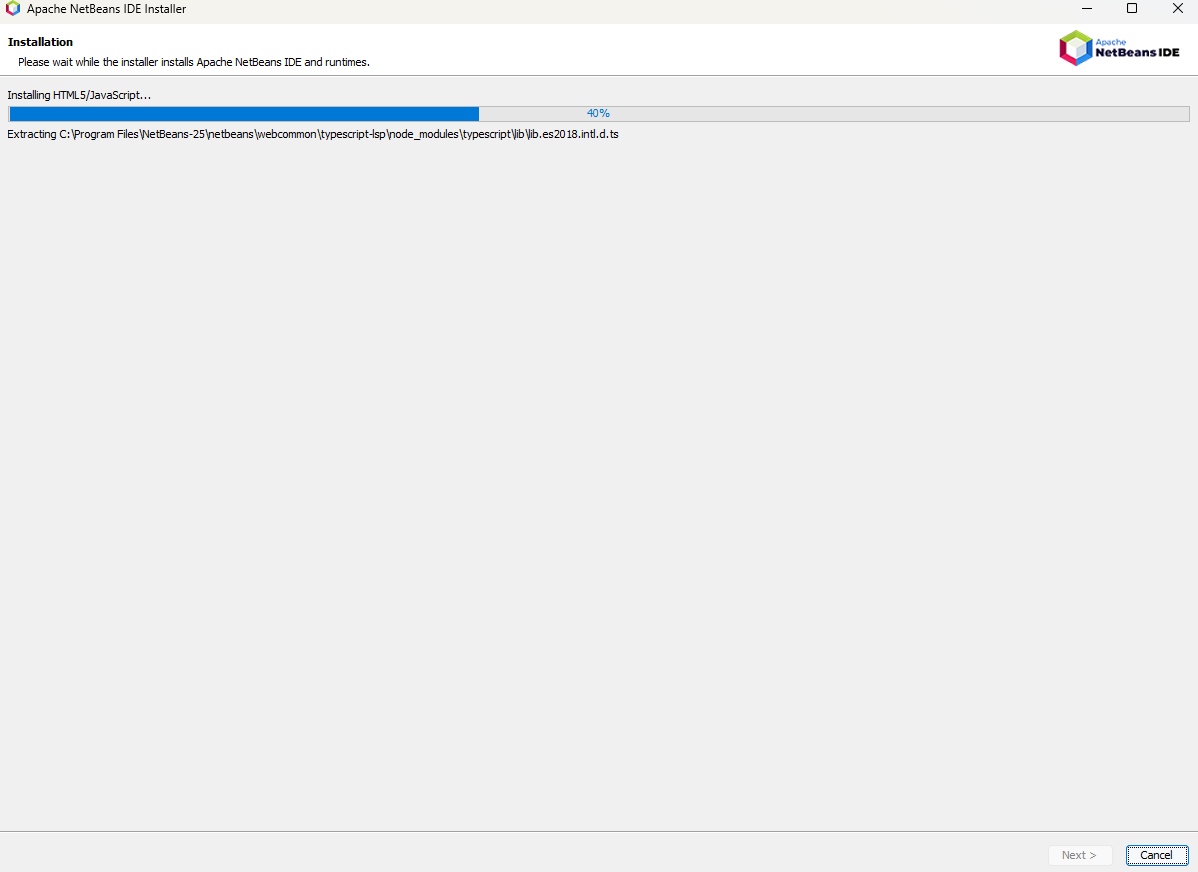 Apache NetBeans IDE Installer
Installation
Please wait while the installer installs Apache NetBeans IDE and runtimes.
Apache
NetBeans IDE
Installing HTML5/JavaScript...
40%
Extracting C:\Program Files\NetBeans-25\netbeans\webcommon\typescript-lsp\node_modules\typescript\lib\lib.es2018.intl.d.ts
Next >
Cancel